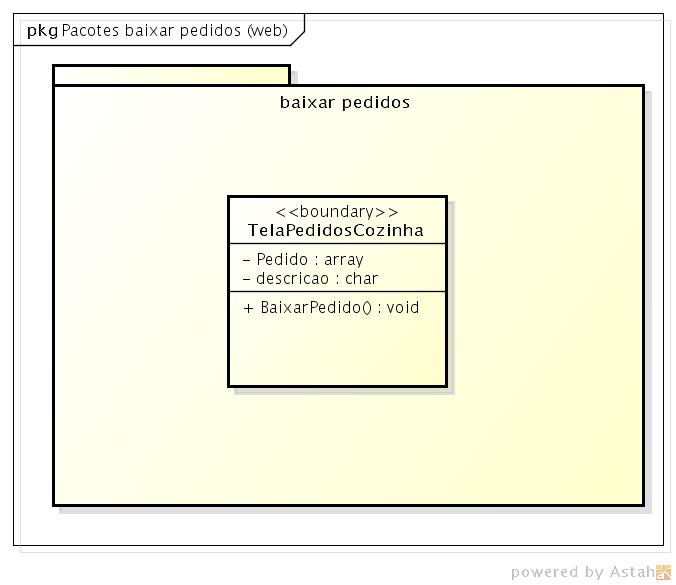 pkg Pacotes baixar pedidos (web)
baixar pedidos
<<boundary>>
TelaPedidosCozinha
- Pedido : array
- descricao : char
+ BaixarPedido() : void
powered by Astah